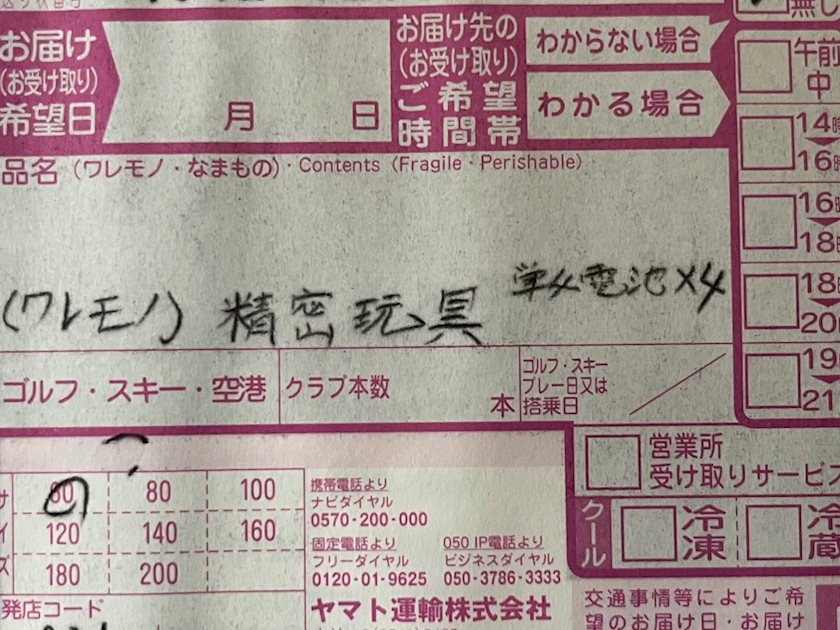 お届け
(お受け取り)
希望日
月 日
お届け先の
(お受け取り)
ご希望
時間帯
わからない場合
わかる場合
午前
中
14時
16時
16時
18時
18時
20
19
21
品名 (ワレモノ・なまもの)・Contents (Fragile・Perishable)
(ワレモノ) 精密玩具 単4電池×4
ゴルフ・スキー・空港
クラブ本数
本
ゴルフ・スキー
プレー日又は
搭乗日
営業所
受け取りサービ
60 80 100
120 140 160
180 200
携帯電話より
ナビダイヤル
0570-200-000
固定電話より
フリーダイヤル
0120-01-9625
050 IP電話より
ビジネスダイヤル
050-3786-3333
クール
冷凍
冷蔵
発店コード
ヤマト運輸株式会社
交通事情等によりご希
望のお届け日・お届け